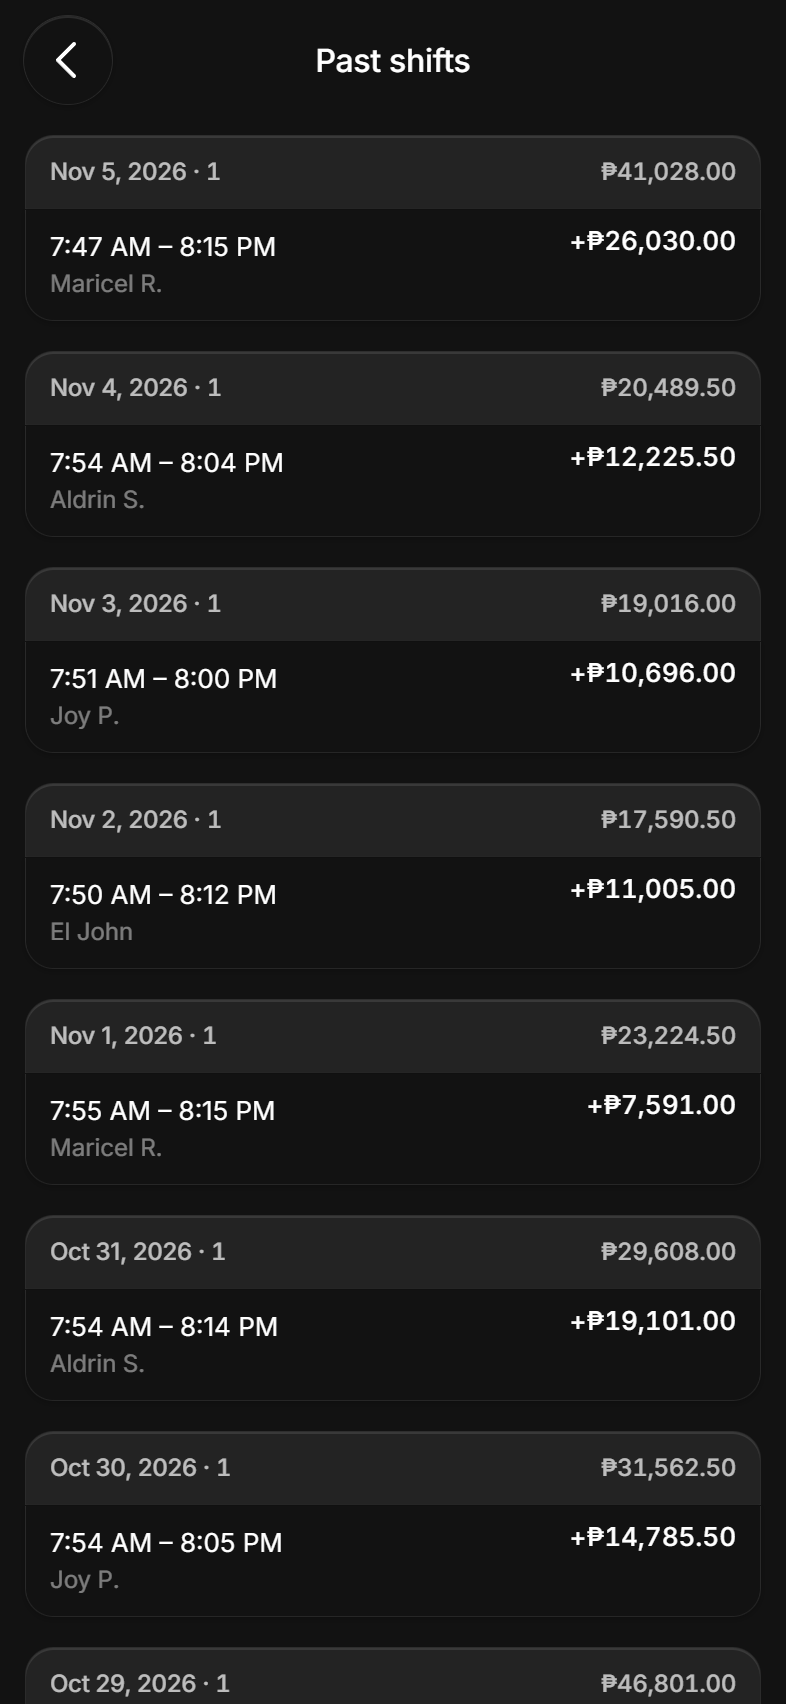 Past shifts
Nov 5, 2026 · 1 ₱41,028.00
7:47 AM – 8:15 PM +₱26,030.00
Maricel R.
Nov 4, 2026 · 1 ₱20,489.50
7:54 AM – 8:04 PM +₱12,225.50
Aldrin S.
Nov 3, 2026 · 1 ₱19,016.00
7:51 AM – 8:00 PM +₱10,696.00
Joy P.
Nov 2, 2026 · 1 ₱17,590.50
7:50 AM – 8:12 PM +₱11,005.00
El John
Nov 1, 2026 · 1 ₱23,224.50
7:55 AM – 8:15 PM +₱7,591.00
Maricel R.
Oct 31, 2026 · 1 ₱29,608.00
7:54 AM – 8:14 PM +₱19,101.00
Aldrin S.
Oct 30, 2026 · 1 ₱31,562.50
7:54 AM – 8:05 PM +₱14,785.50
Joy P.
Oct 29, 2026 · 1 ₱46,801.00